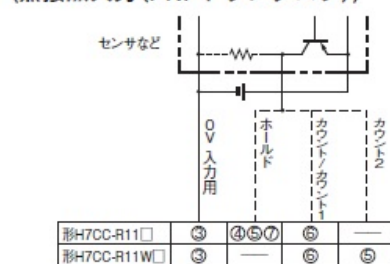 センサなど
0V入力用
ホールド
カウント/カウント1
カウント2
形H7CC-R11□ ③ ④⑤⑦ ⑥ ―
形H7CC-R11W□ ③ ― ⑥ ⑤